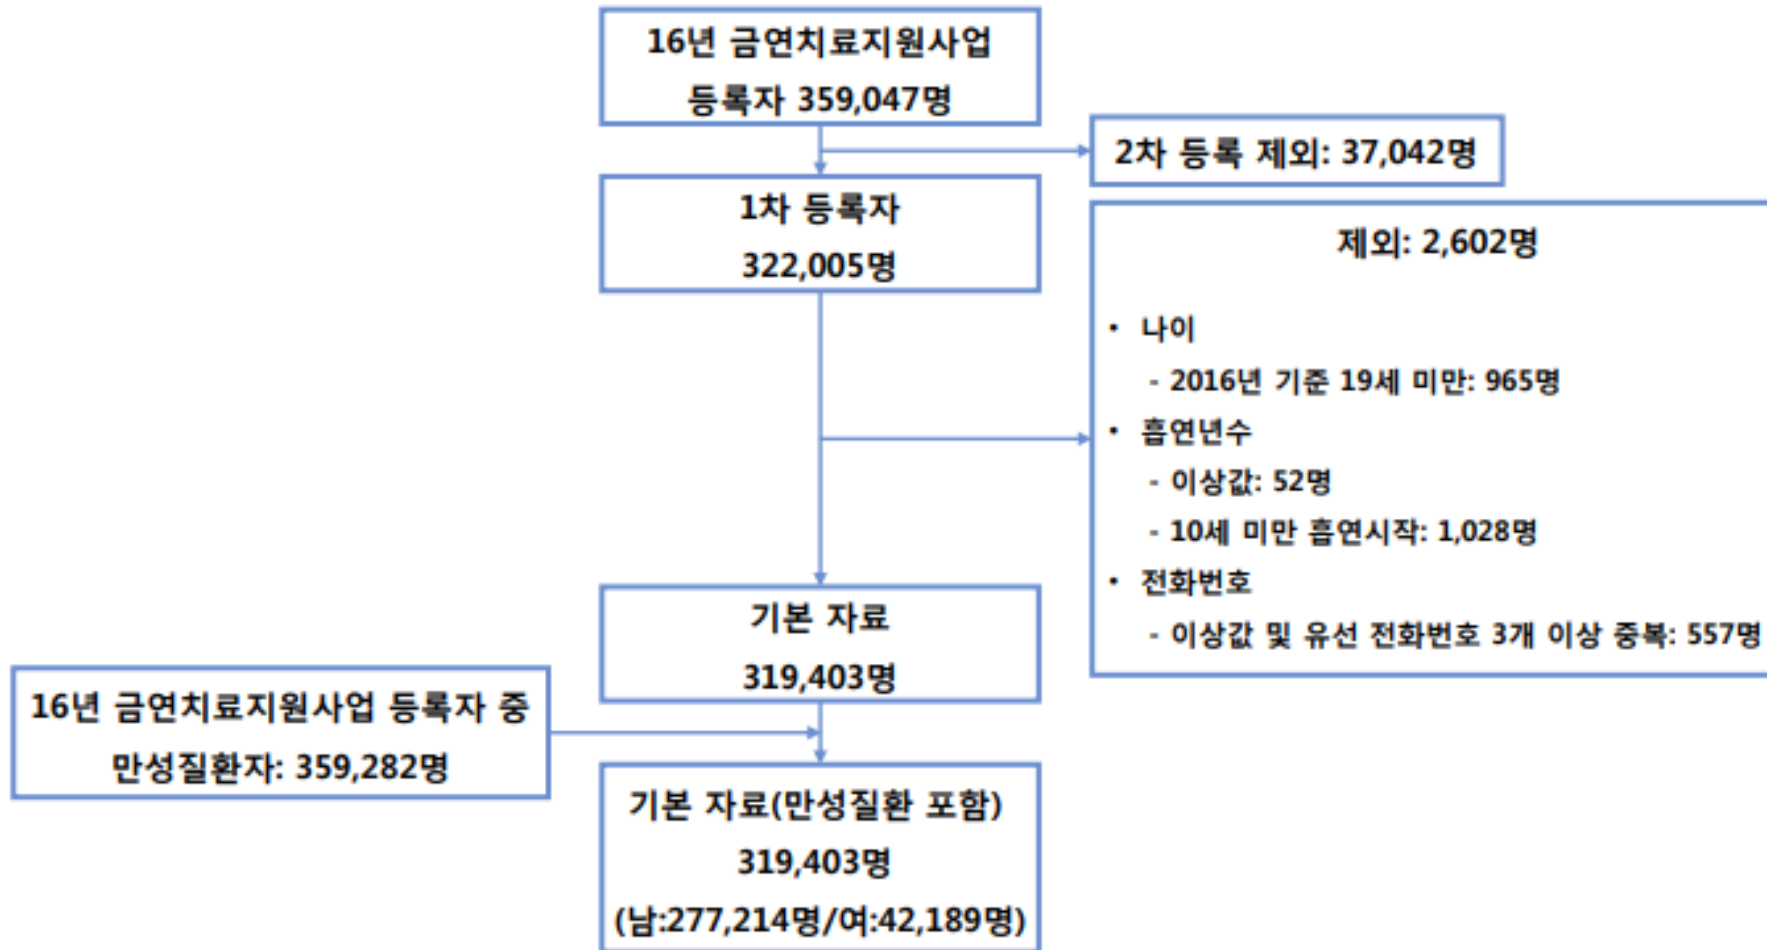 16년 금연치료지원사업
등록자 359,047명
2차 등록 제외: 37,042명
1차 등록자
322,005명
제외: 2,602명
• 나이
- 2016년 기준 19세 미만: 965명
• 흡연년수
- 이상값: 52명
- 10세 미만 흡연시작: 1,028명
• 전화번호
- 이상값 및 유선 전화번호 3개 이상 중복: 557명
기본 자료
319,403명
16년 금연치료지원사업 등록자 중
만성질환자: 359,282명
기본 자료(만성질환 포함)
319,403명
(남:277,214명/여:42,189명)